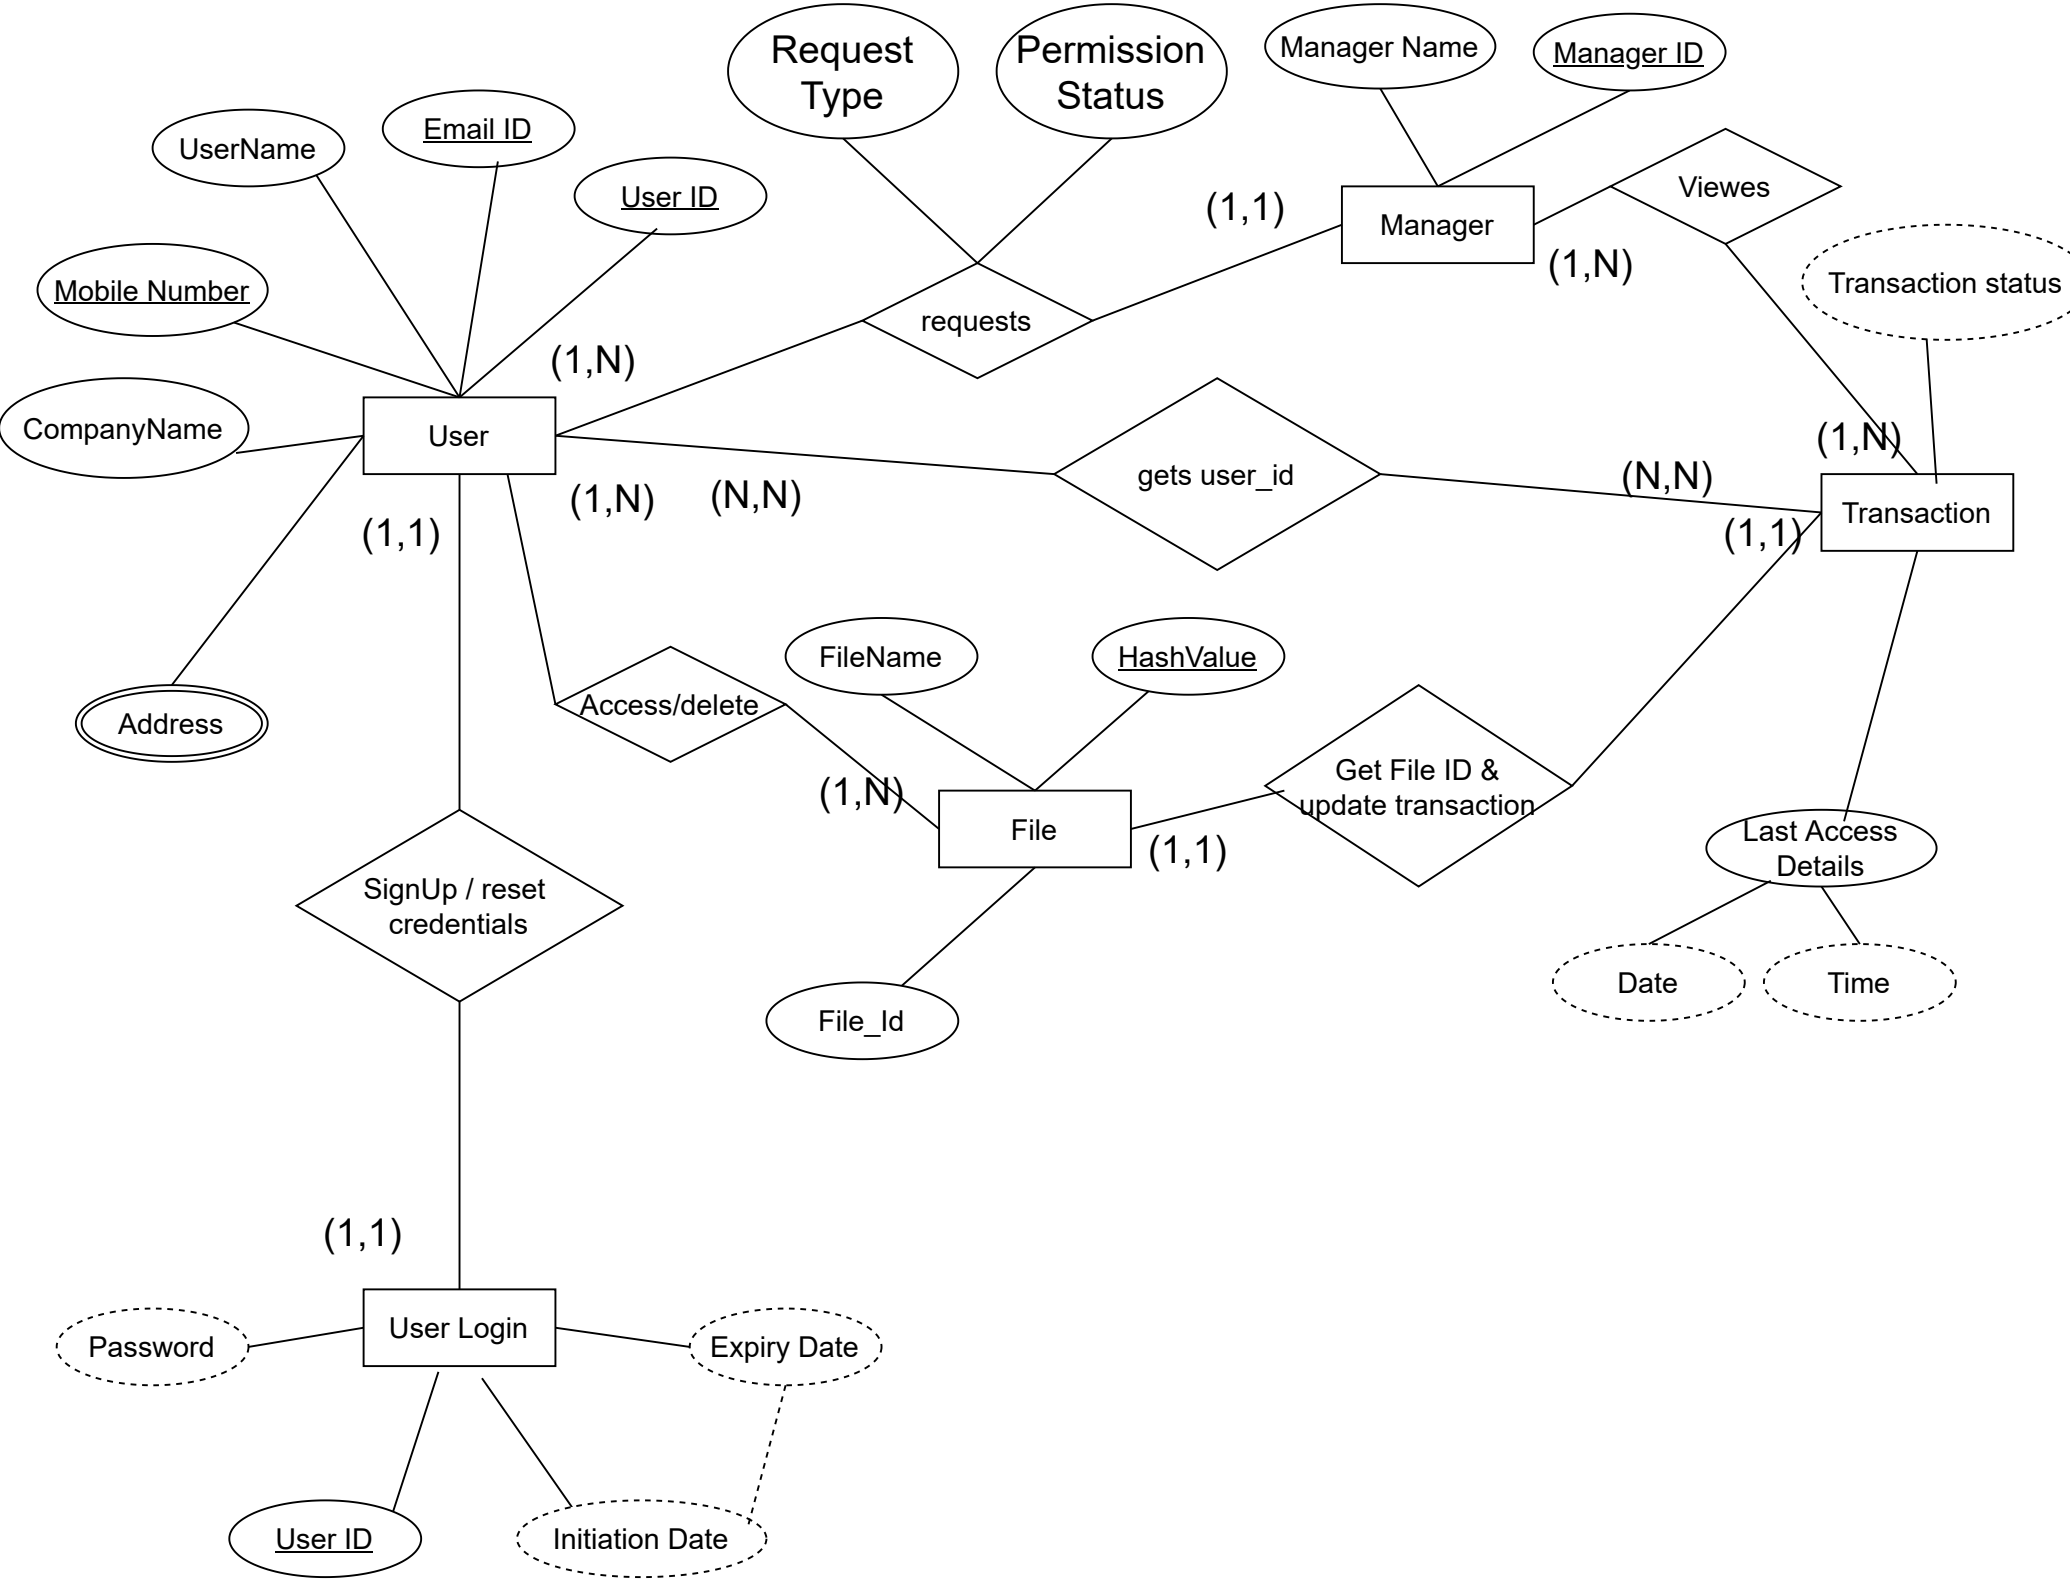 Request
Type
Permission
Status
Manager Name
Manager ID
UserName
Email ID
User ID
Viewes
Manager
(1,1)
(1,N)
Mobile Number
Transaction status
requests
(1,N)
CompanyName
User
gets user_id
(1,N)
(N,N)
Transaction
(1,N)
(N,N)
(1,1)
(1,1)
FileName
HashValue
Address
Access/delete
Get File ID &
update transaction
(1,N)
File
(1,1)
Last Access
Details
SignUp / reset
credentials
Date
Time
File_Id
(1,1)
User Login
Password
Expiry Date
User ID
Initiation Date